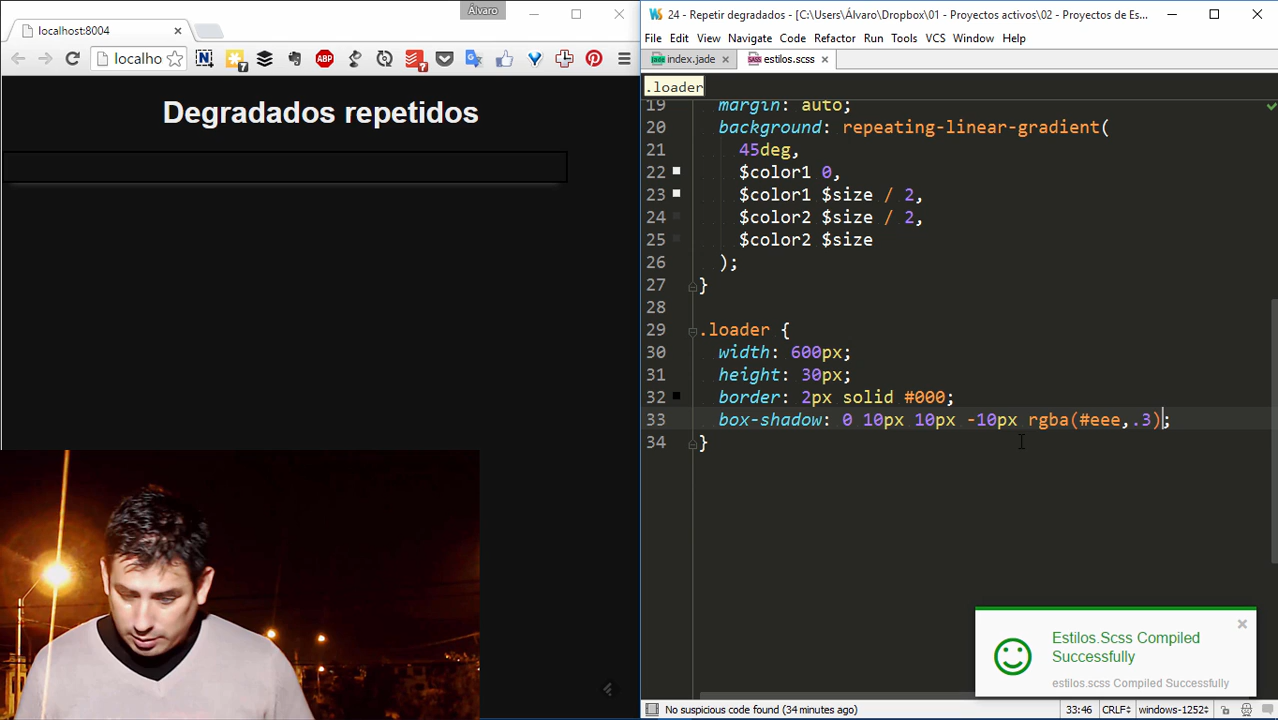 Álvaro
localhost:8004
localho
7
ABP
7
Degradados repetidos
24 - Repetir degradados - [C:\Users\Álvaro\Dropbox\01 - Proyectos activos\02 - Proyectos de Es...
File Edit View Navigate Code Refactor Run Tools VCS Window Help
index.jade estilos.scss
.loader
19 margin: auto;
20 background: repeating-linear-gradient(
21 45deg,
22 $color1 0,
23 $color1 $size / 2,
24 $color2 $size / 2,
25 $color2 $size
26 );
27 }
28
29 .loader {
30 width: 600px;
31 height: 30px;
32 border: 2px solid #000;
33 box-shadow: 0 10px 10px -10px rgba(#eee,.3);
34 }
Estilos.Scss Compiled
Successfully
estilos.scss Compiled Successfully
No suspicious code found (34 minutes ago) 33:46 CRLF windows-1252